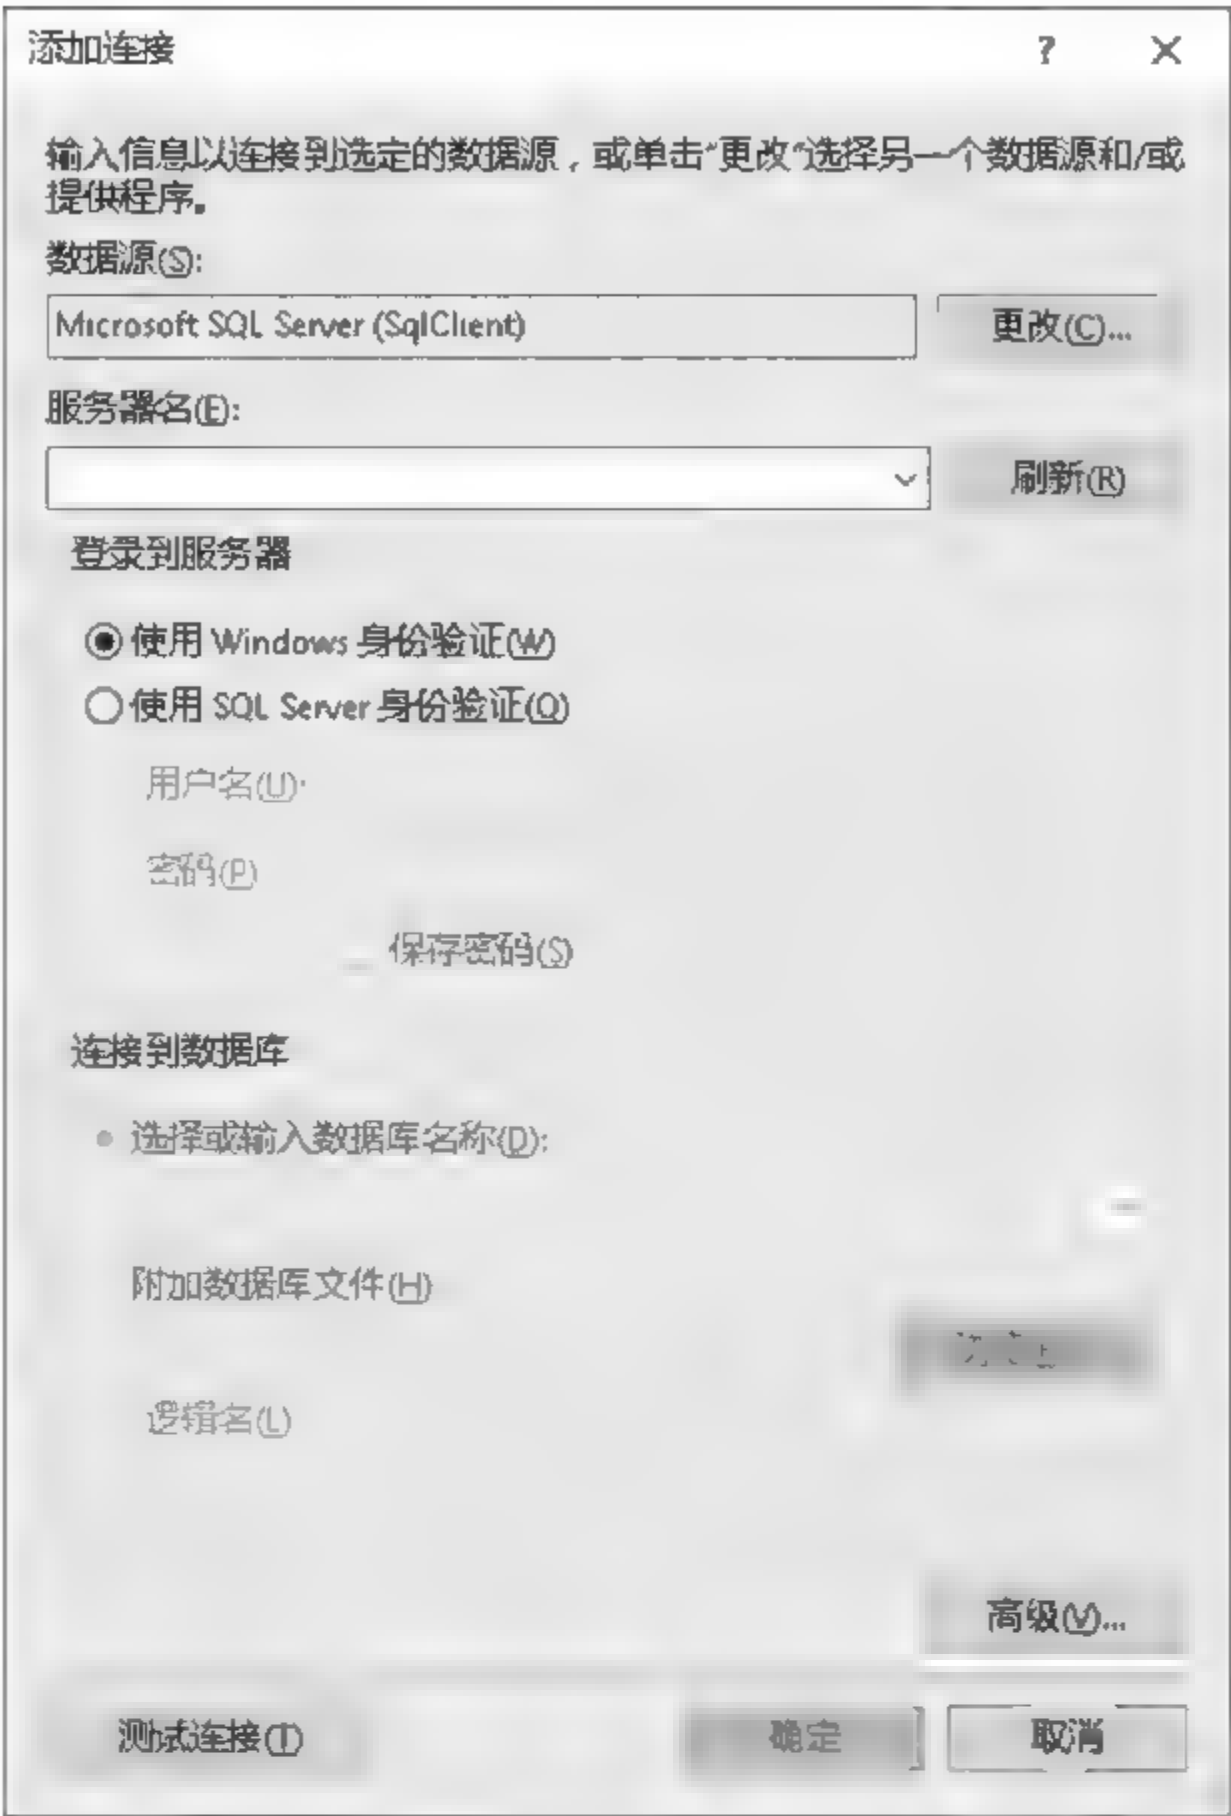 添加连接 ? ×
输入信息以连接到选定的数据源，或单击"更改"选择另一个数据源和/或
提供程序。
数据源(S):
Microsoft SQL Server (SqlClient)
更改(C)...
服务器名(E):
刷新(R)
登录到服务器
使用 Windows 身份验证(W)
使用 SQL Server 身份验证(Q)
用户名(U):
密码(P)
保存密码(S)
连接到数据库
选择或输入数据库名称(D):
附加数据库文件(H)
逻辑名(L)
高级(V)...
测试连接(T)
确定
取消